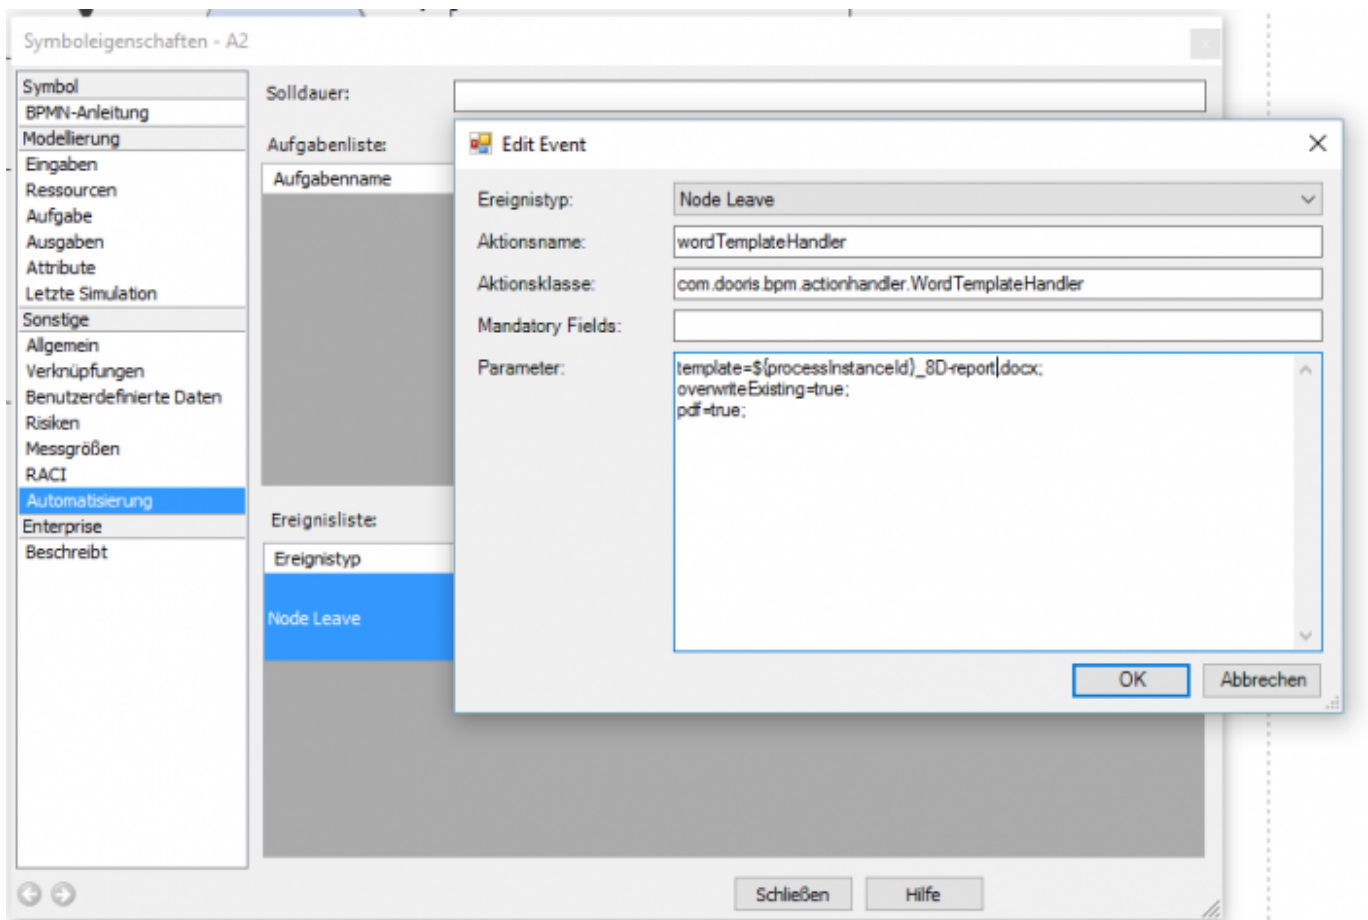 Symboleigenschaften - A2
Symbol
BPMN-Anleitung
Modellierung
Eingaben
Ressourcen
Aufgabe
Ausgaben
Attribute
Letzte Simulation
Sonstige
Allgemein
Verknüpfungen
Benutzerdefinierte Daten
Risiken
Messgrößen
RACI
Automatisierung
Enterprise
Beschreibt
Solldauer:
Aufgabenliste:
Aufgabenname
Ereignisliste:
Ereignistyp
Node Leave
Edit Event
Ereignistyp:
Node Leave
Aktionsname:
wordTemplateHandler
Aktionsklasse:
com.dooris.bpm.actionhandler.WordTemplateHandler
Mandatory Fields:
Parameter:
template=${processInstanceId}_8D-report.docx;
overwriteExisting=true;
pdf=true;
OK
Abbrechen
Schließen
Hilfe